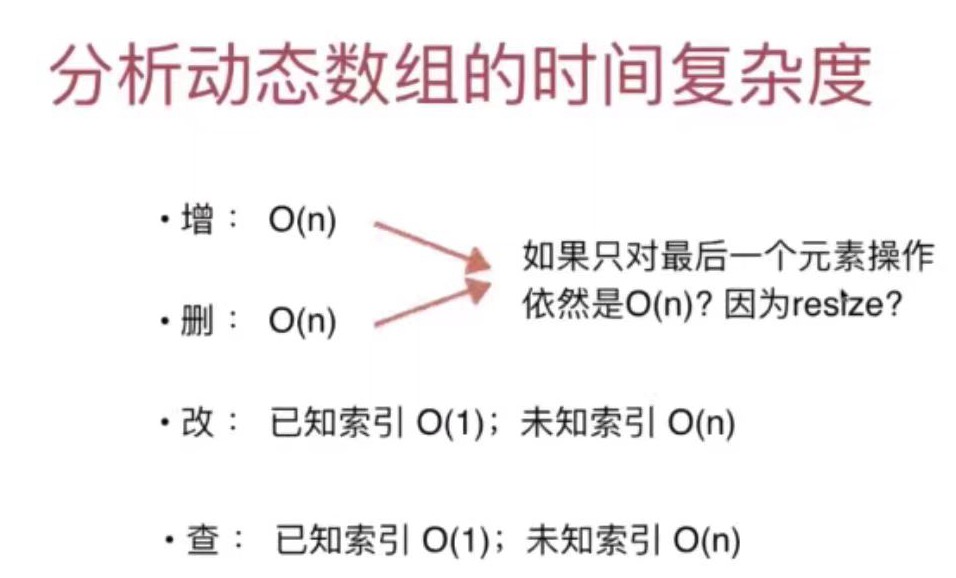 分析动态数组的时间复杂度
• 增： O(n)
如果只对最后一个元素操作
依然是O(n)? 因为resize?
• 删： O(n)
• 改： 已知索引 O(1)；未知索引 O(n)
• 查： 已知索引 O(1)；未知索引 O(n)